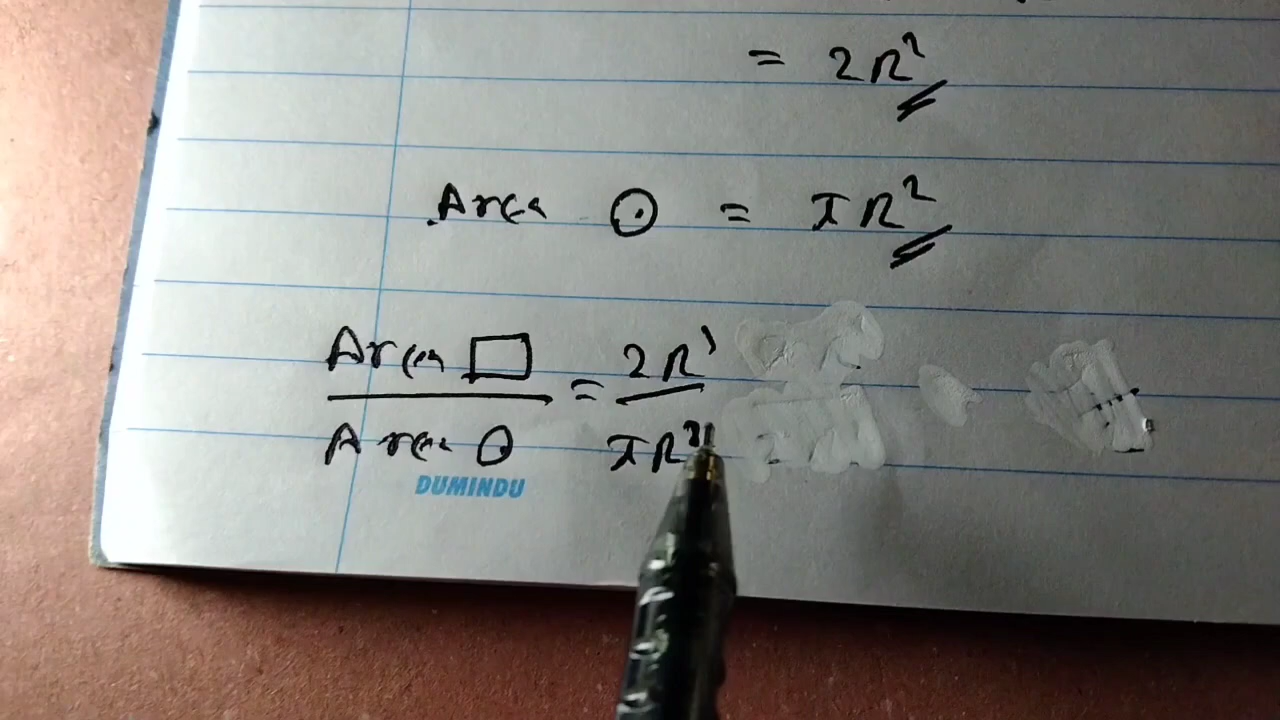 = 2R²
Area ⊙ = πR²
Area □ / Area ⊙ = 2R² / πR²
DUMINDU